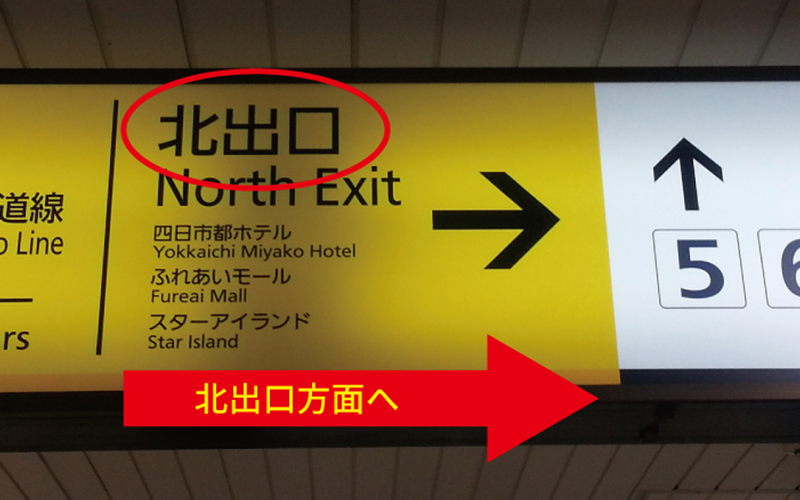 道線
Line
rs
北出口
North Exit
四日市都ホテル
Yokkaichi Miyako Hotel
ふれあいモール
Fureai Mall
スターアイランド
Star Island
5
6
北出口方面へ